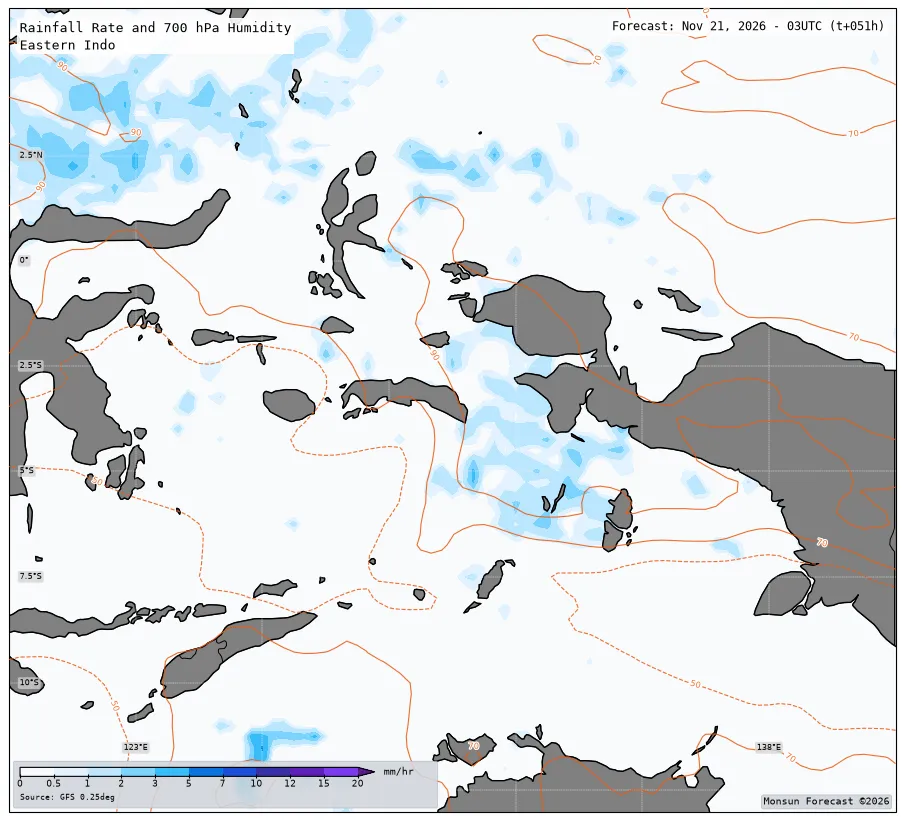 Rainfall Rate and 700 hPa Humidity
Eastern Indo
Forecast: Nov 21, 2026 - 03UTC (t+051h)
90
70
90
70
2.5°N
90
0°
70
90
2.5°S
5°S
50
70
7.5°S
10°S
50
50
123°E
70
138°E
70
0 0.5 1 2 3 5 7 10 12 15 20 mm/hr
Source: GFS 0.25deg
Monsun Forecast ©2026